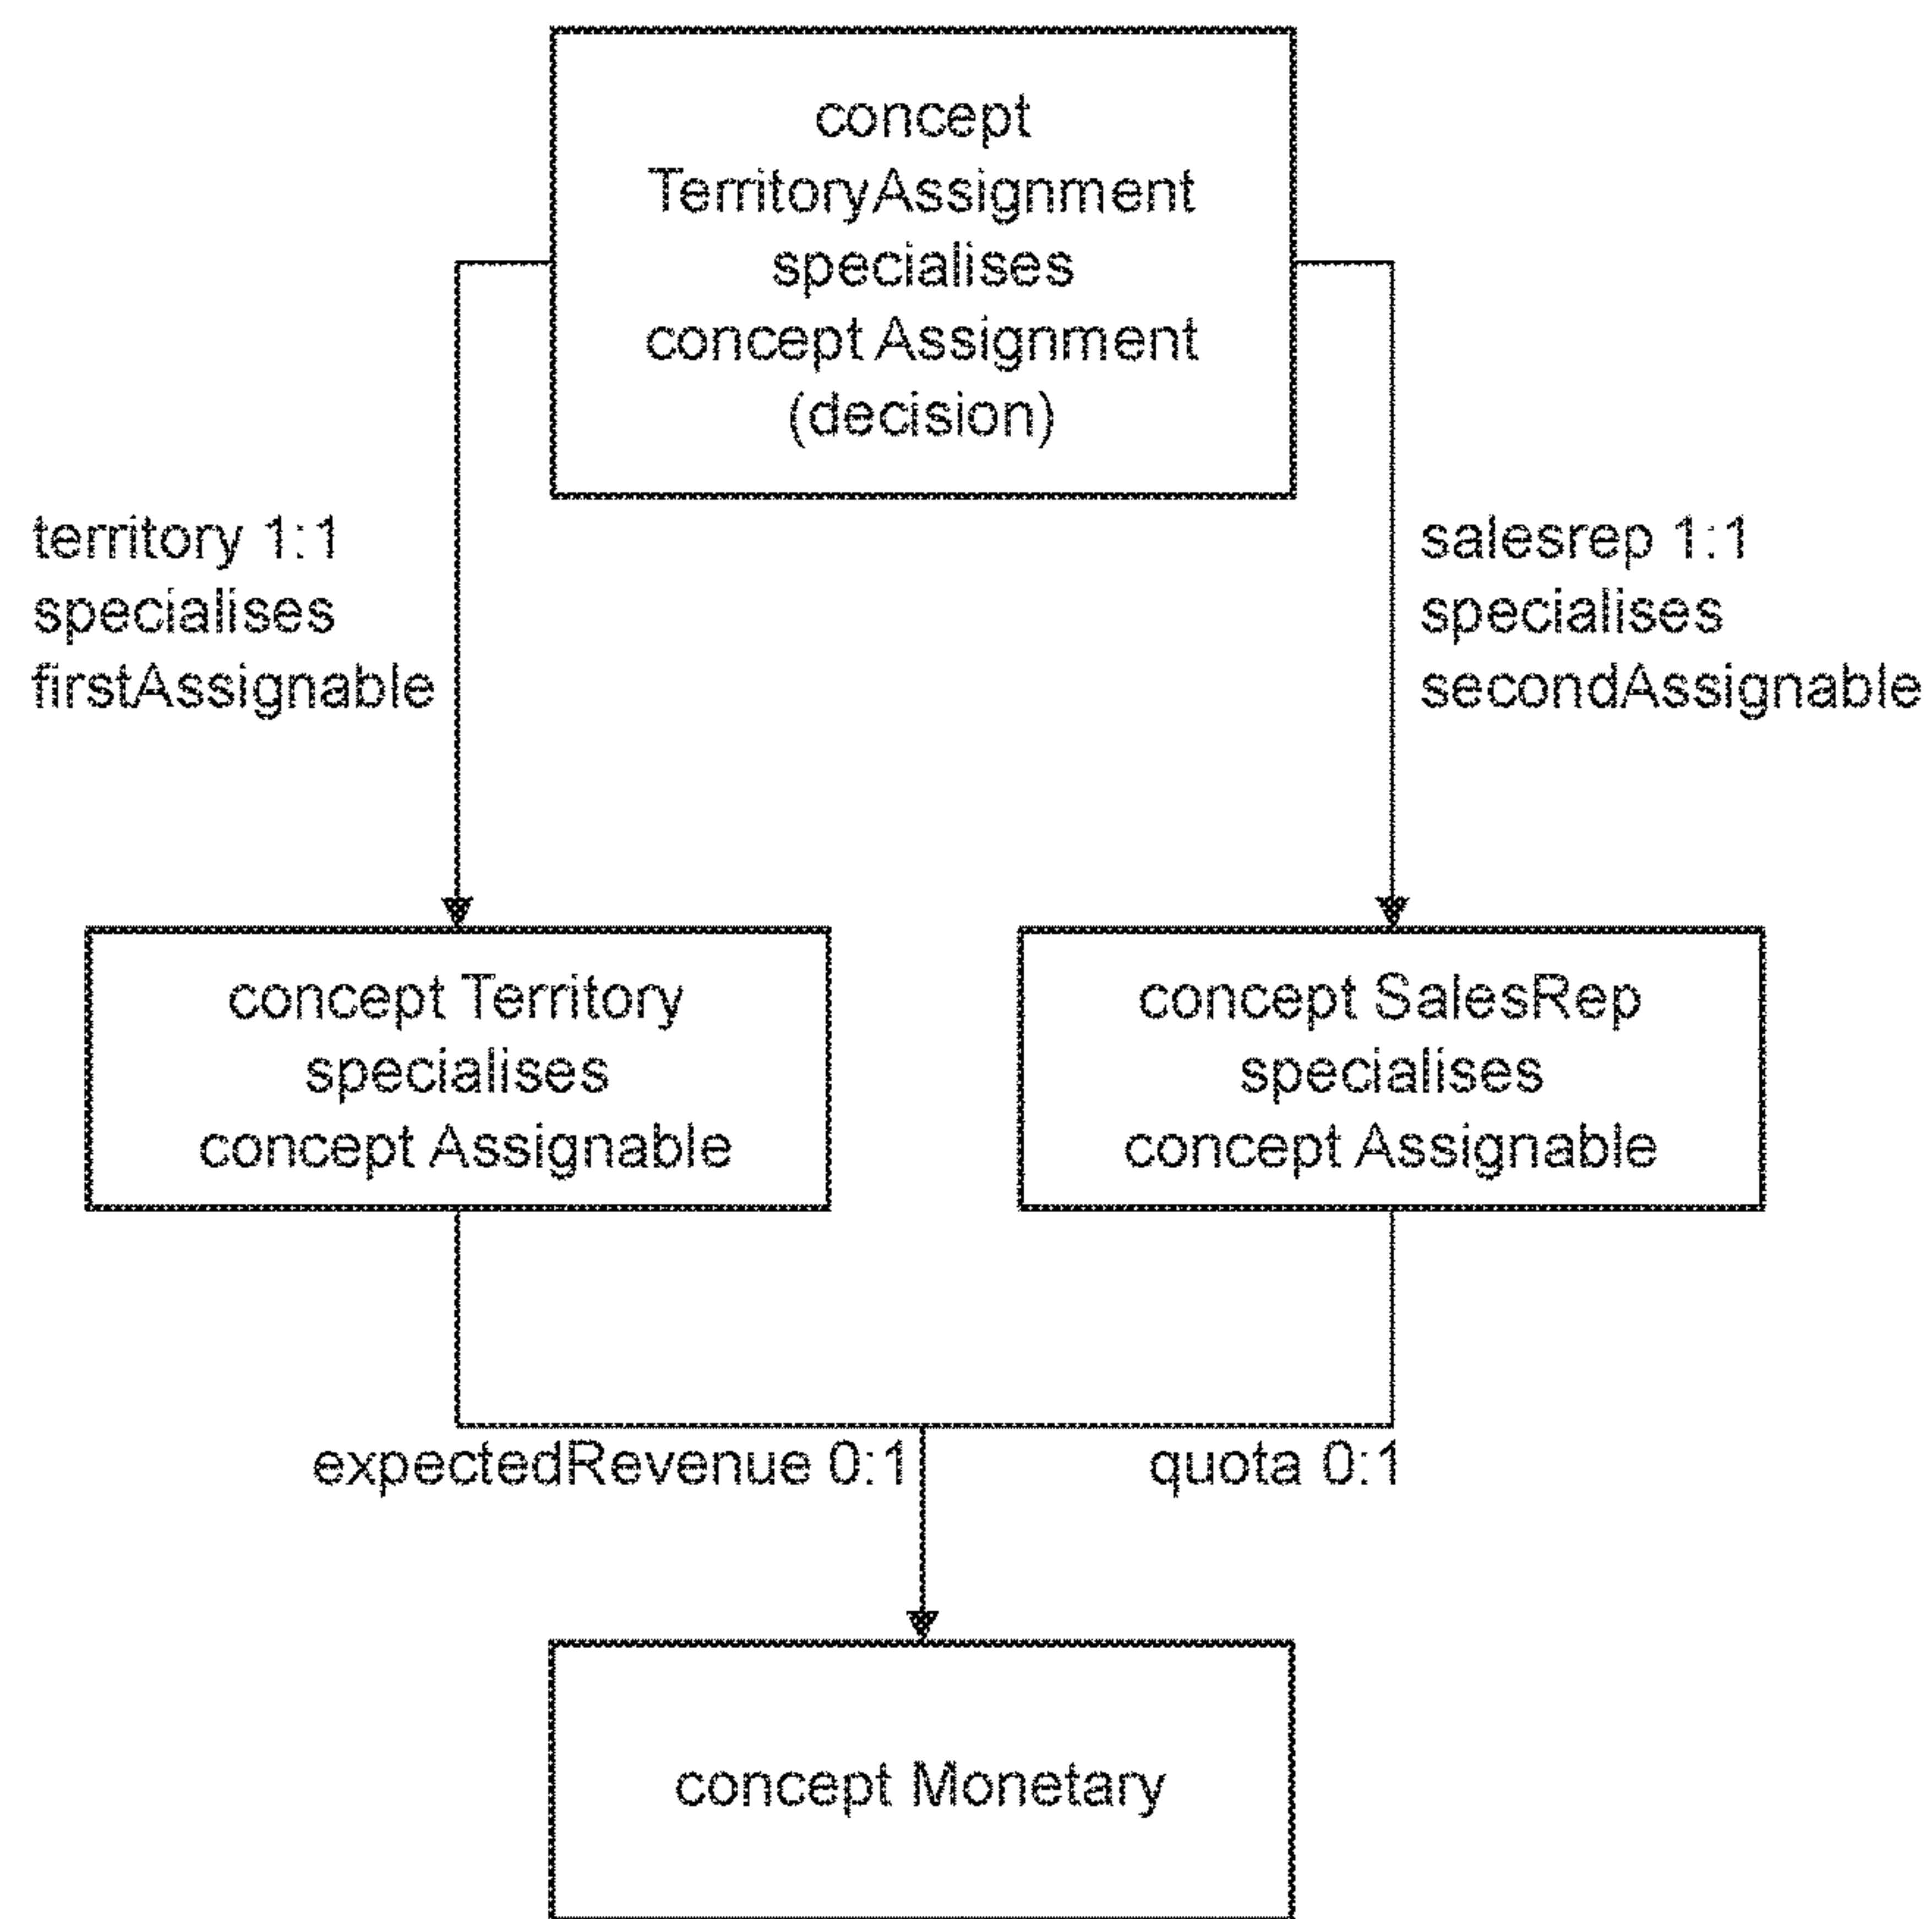 concept
TerritoryAssignment
specialises
concept Assignment
(decision)
territory 1:1
specialises
firstAssignable
salesrep 1:1
specialises
secondAssignable
concept Territory
specialises
concept Assignable
concept SalesRep
specialises
concept Assignable
expectedRevenue 0:1
quota 0:1
concept Monetary